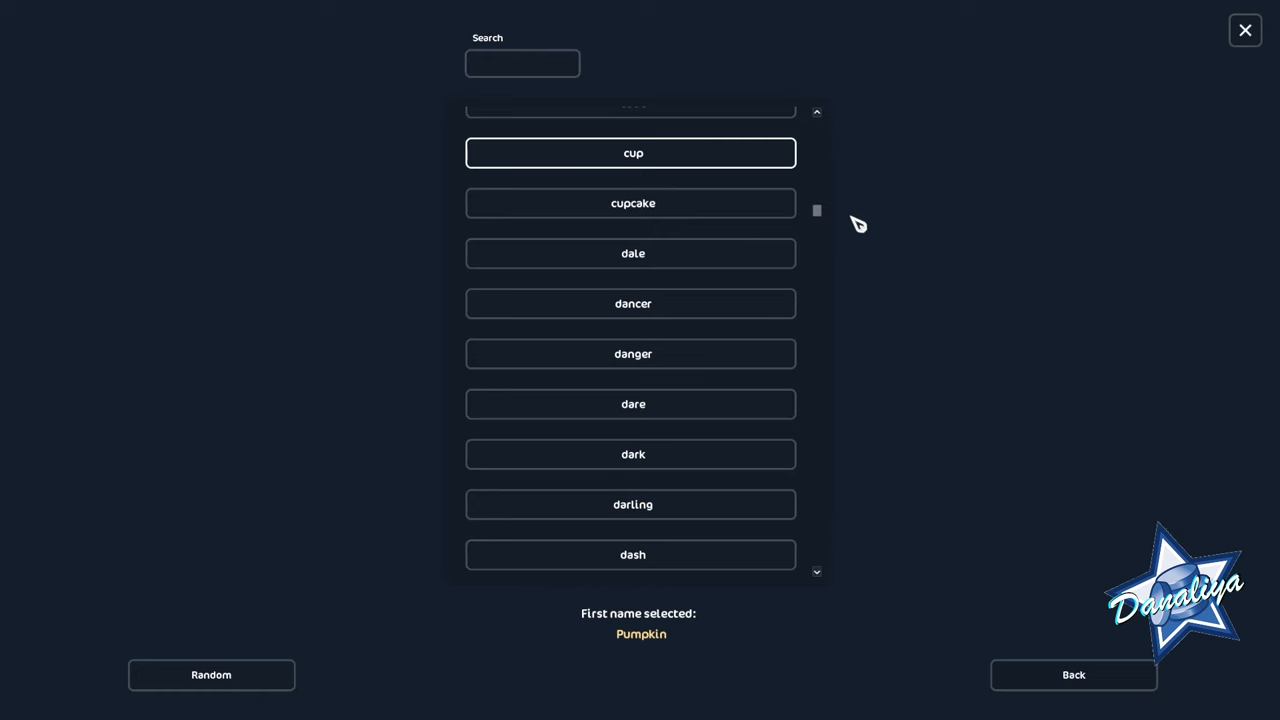 Search
cup
cupcake
dale
dancer
danger
dare
dark
darling
dash
Danaliya
First name selected:
Pumpkin
Random
Back